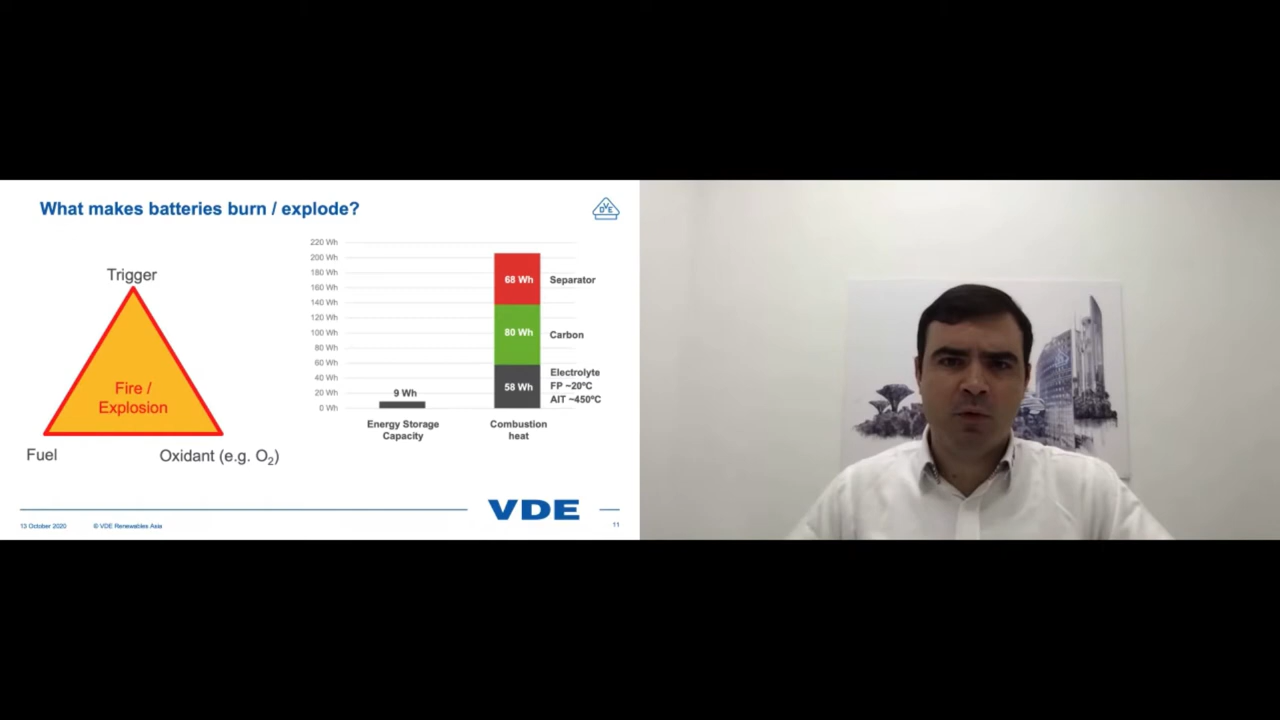 What makes batteries burn / explode?
VDE
Trigger
Fire /
Explosion
Fuel
Oxidant (e.g. O2)
220 Wh
200 Wh
180 Wh
160 Wh
140 Wh
120 Wh
100 Wh
80 Wh
60 Wh
40 Wh
20 Wh
0 Wh
9 Wh
68 Wh
80 Wh
58 Wh
Separator
Carbon
Electrolyte
FP ~20ºC
AIT ~450ºC
Energy Storage
Capacity
Combustion
heat
VDE
13 October 2020
© VDE Renewables Asia
11